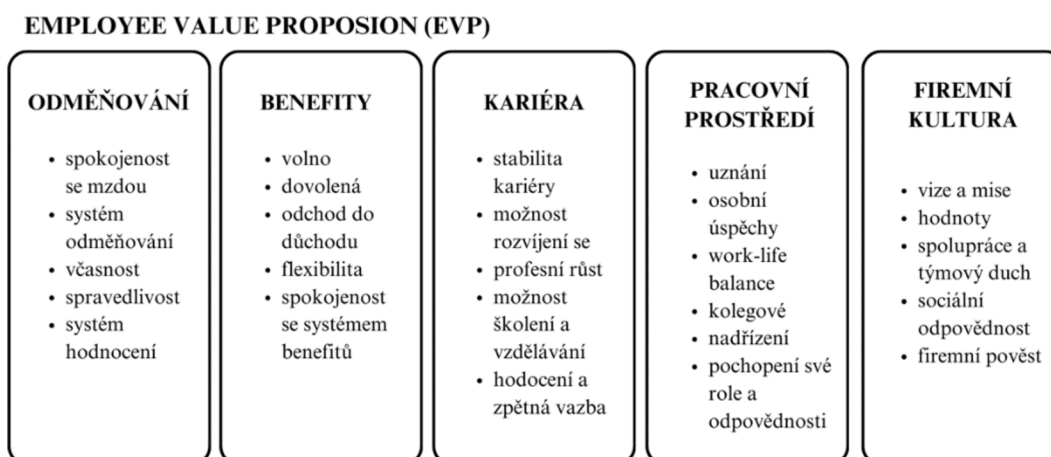 EMPLOYEE VALUE PROPOSION (EVP)
ODMĚŇOVÁNÍ
• spokojenost
se mzdou
• systém
odměňování
• včasnost
• spravedlivost
• systém
hodnocení
BENEFITY
• volno
• dovolená
• odchod do
důchodu
• flexibilita
• spokojenost
se systémem
benefitů
KARIÉRA
• stabilita
kariéry
• možnost
rozvíjení se
• profesní růst
• možnost
školení a
vzdělávání
• hodocení a
zpětná vazba
PRACOVNÍ
PROSTŘEDÍ
• uznání
• osobní
úspěchy
• work-life
balance
• kolegové
• nadřízení
• pochopení své
role a
odpovědnosti
FIREMNÍ
KULTURA
• vize a mise
• hodnoty
• spolupráce a
týmový duch
• sociální
odpovědnost
• firemní pověst